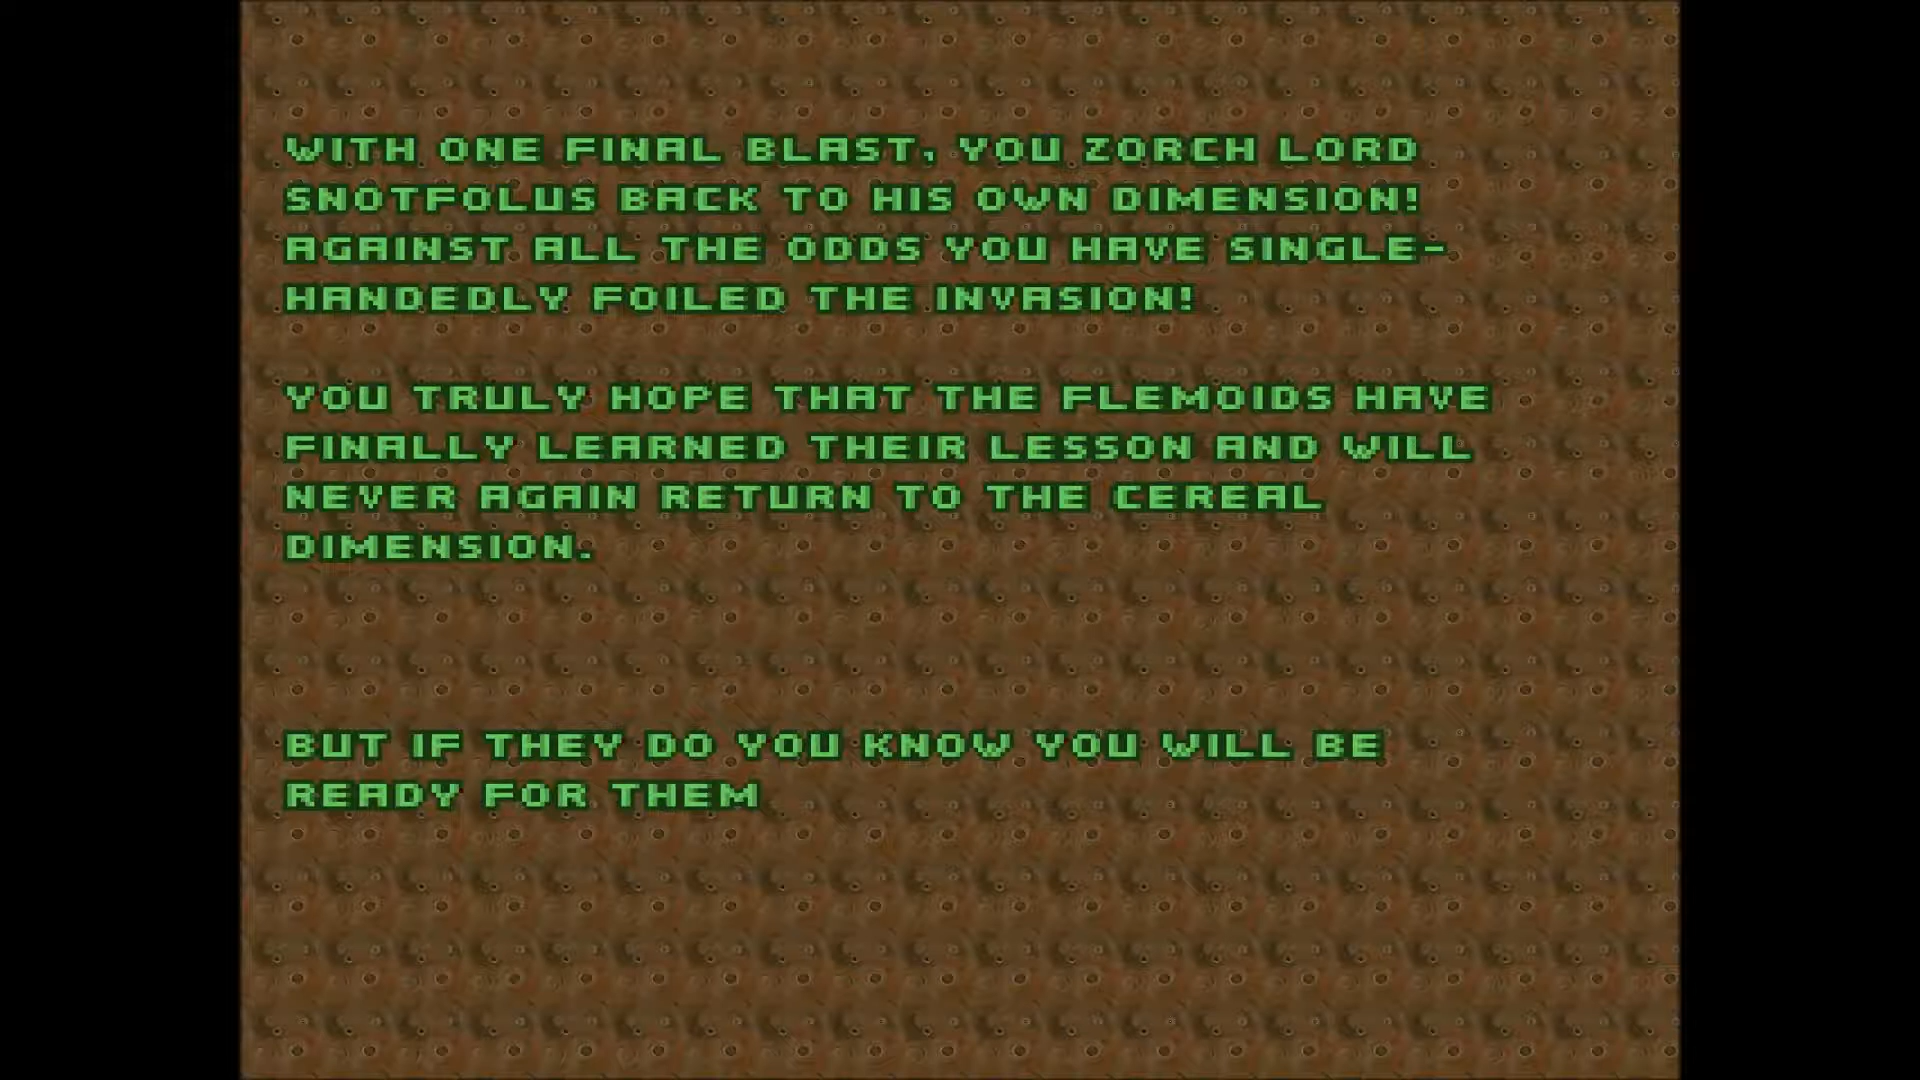 WITH ONE FINAL BLAST, YOU ZORCH LORD
SNOTFOLUS BACK TO HIS OWN DIMENSION!
AGAINST ALL THE ODDS YOU HAVE SINGLE-
HANDEDLY FOILED THE INVASION!
YOU TRULY HOPE THAT THE FLEMOIDS HAVE
FINALLY LEARNED THEIR LESSON AND WILL
NEVER AGAIN RETURN TO THE CEREAL
DIMENSION.
BUT IF THEY DO YOU KNOW YOU WILL BE
READY FOR THEM